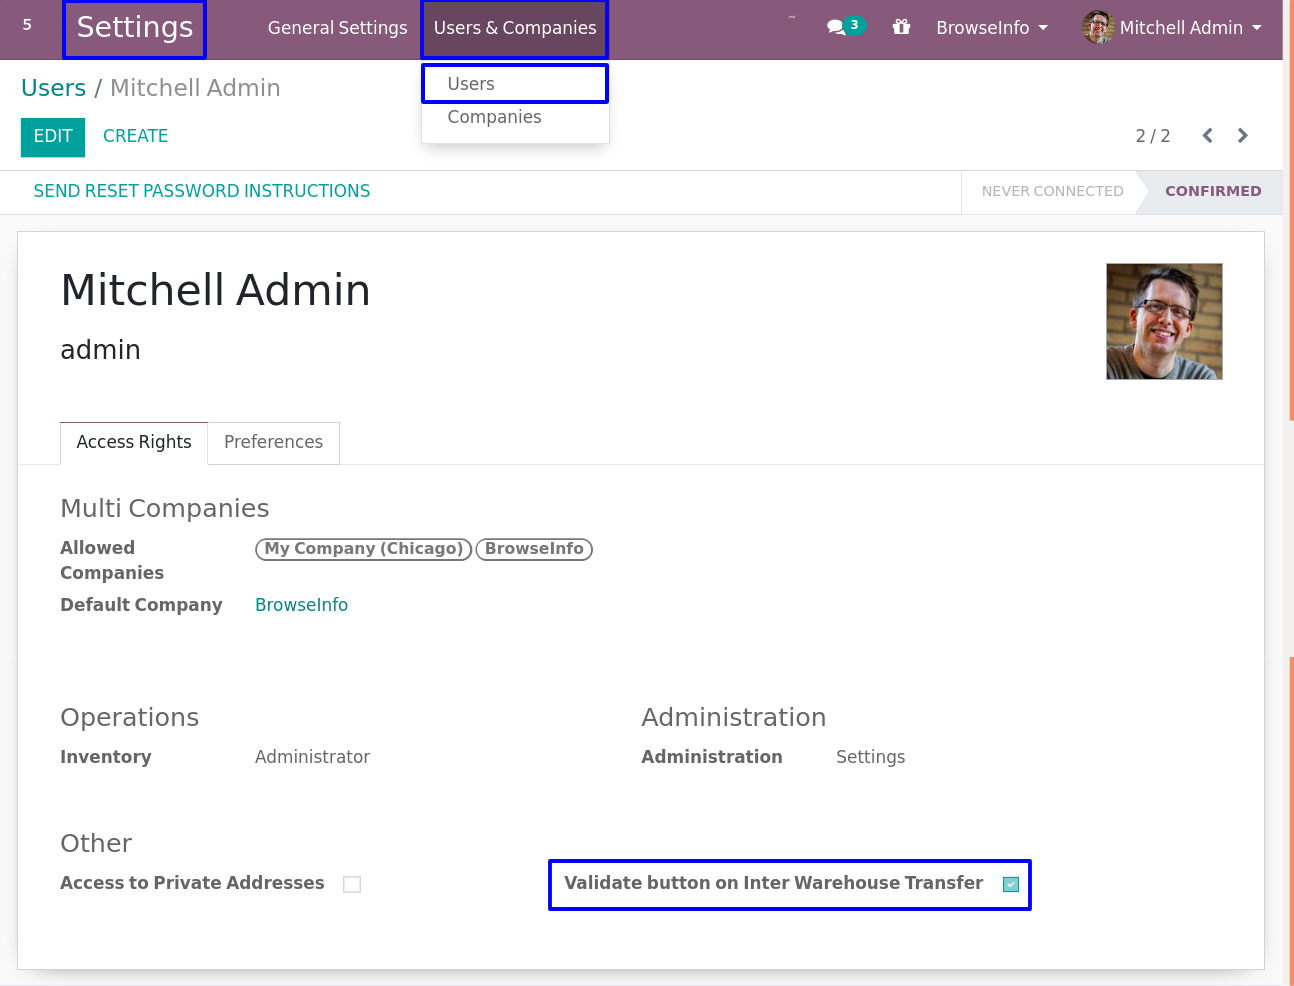 5 Settings General Settings Users & Companies 3 BrowseInfo Mitchell Admin
Users / Mitchell Admin
Users
Companies
EDIT CREATE
2 / 2
SEND RESET PASSWORD INSTRUCTIONS
NEVER CONNECTED CONFIRMED
Mitchell Admin
admin
Access Rights Preferences
Multi Companies
Allowed Companies My Company (Chicago) BrowseInfo
Default Company BrowseInfo
Operations Administration
Inventory Administrator Administration Settings
Other
Access to Private Addresses Validate button on Inter Warehouse Transfer